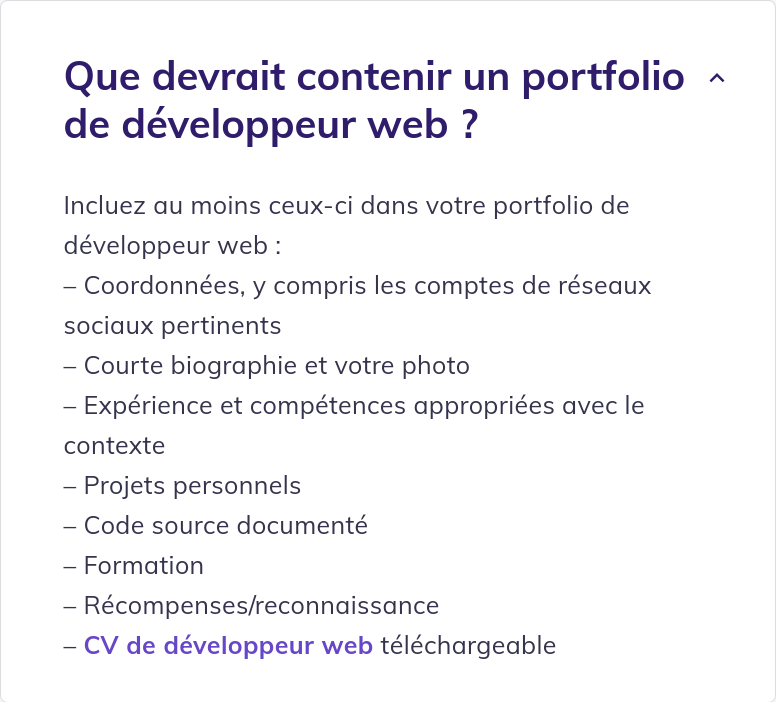 Que devrait contenir un portfolio
de développeur web ?
Incluez au moins ceux-ci dans votre portfolio de
développeur web :
– Coordonnées, y compris les comptes de réseaux
sociaux pertinents
– Courte biographie et votre photo
– Expérience et compétences appropriées avec le
contexte
– Projets personnels
– Code source documenté
– Formation
– Récompenses/reconnaissance
– CV de développeur web téléchargeable